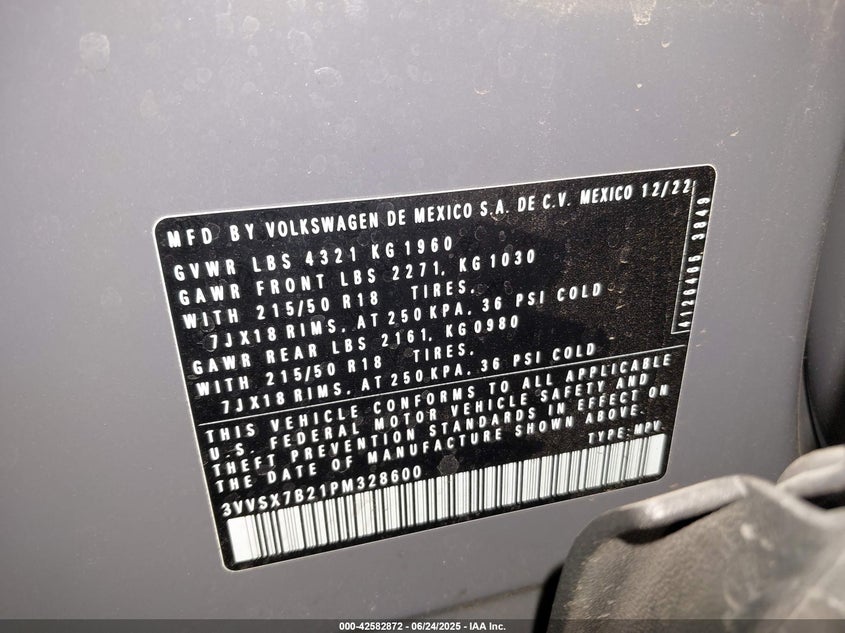 MFD BY VOLKSWAGEN DE MEXICO S.A. DE C.V. MEXICO 12/22
GVWR LBS 4321 KG 1960
GAWR FRONT LBS 2271, KG 1030
WITH 215/50 R18 TIRES,
7JX18 RIMS, AT 250 KPA, 36 PSI COLD
GAWR REAR LBS 2161, KG 0980
WITH 215/50 R18 TIRES,
7JX18 RIMS, AT 250 KPA, 36 PSI COLD
THIS VEHICLE CONFORMS TO ALL APPLICABLE
U.S. FEDERAL MOTOR VEHICLE SAFETY AND
THEFT PREVENTION STANDARDS IN EFFECT ON
THE DATE OF MANUFACTURE SHOWN ABOVE.
3VVSX7B21PM328600 TYPE: MPV
4126406 3849
000-42582872 - 06/24/2025 - IAA Inc.